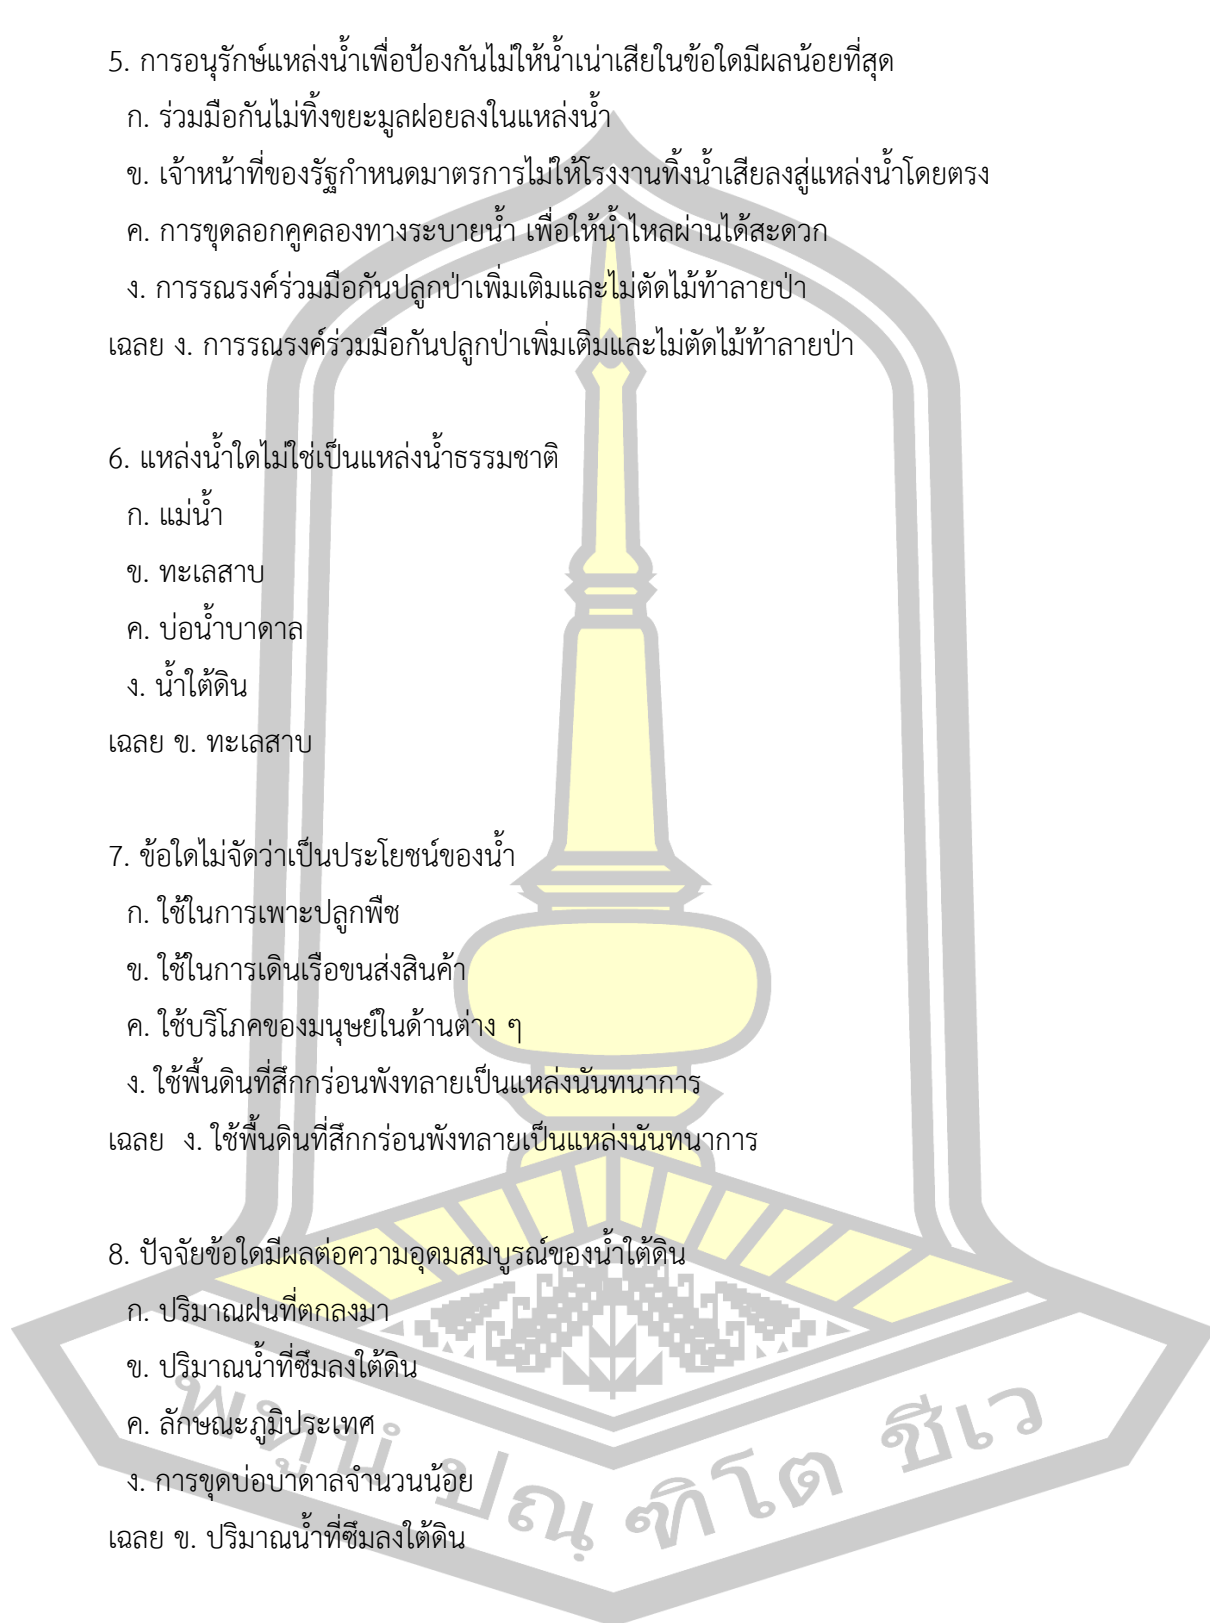 5. การอนุรักษ์แหล่งน้ำเพื่อป้องกันไม่ให้น้ำเน่าเสียในข้อใดมีผลน้อยที่สุด
ก. ร่วมมือกันไม่ทิ้งขยะมูลฝอยลงในแหล่งน้ำ
ข. เจ้าหน้าที่ของรัฐกำหนดมาตรการไม่ให้โรงงานทิ้งน้ำเสียลงสู่แหล่งน้ำโดยตรง
ค. การขุดลอกคูคลองทางระบายน้ำ เพื่อให้น้ำไหลผ่านได้สะดวก
ง. การรณรงค์ร่วมมือกันปลูกป่าเพิ่มเติมและไม่ตัดไม้ท้าลายป่า
เฉลย ง. การรณรงค์ร่วมมือกันปลูกป่าเพิ่มเติมและไม่ตัดไม้ท้าลายป่า
6. แหล่งน้ำใดไม่ใช่เป็นแหล่งน้ำธรรมชาติ
ก. แม่น้ำ
ข. ทะเลสาบ
ค. บ่อน้ำบาดาล
ง. น้ำใต้ดิน
เฉลย ข. ทะเลสาบ
7. ข้อใดไม่จัดว่าเป็นประโยชน์ของน้ำ
ก. ใช้ในการเพาะปลูกพืช
ข. ใช้ในการเดินเรือขนส่งสินค้า
ค. ใช้บริโภคของมนุษย์ในด้านต่าง ๆ
ง. ใช้พื้นดินที่สึกกร่อนพังทลายเป็นแหล่งนันทนาการ
เฉลย  ง. ใช้พื้นดินที่สึกกร่อนพังทลายเป็นแหล่งนันทนาการ
8. ปัจจัยข้อใดมีผลต่อความอุดมสมบูรณ์ของน้ำใต้ดิน
ก. ปริมาณฝนที่ตกลงมา
ข. ปริมาณน้ำที่ซึมลงใต้ดิน
ค. ลักษณะภูมิประเทศ
ง. การขุดบ่อบาดาลจำนวนน้อย
เฉลย ข. ปริมาณน้ำที่ซึมลงใต้ดิน
พหูนํ ปณฺฑิโต ชีเว